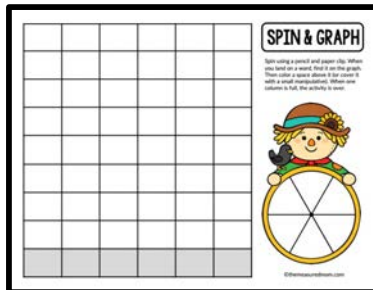 SPIN & GRAPH
Spin using a pencil and paper clip. When
you land on a word, find it on the graph.
Then color a space above it (or cover it
with a small manipulative). When one
column is full, the activity is over.
©themeasuredmom.com